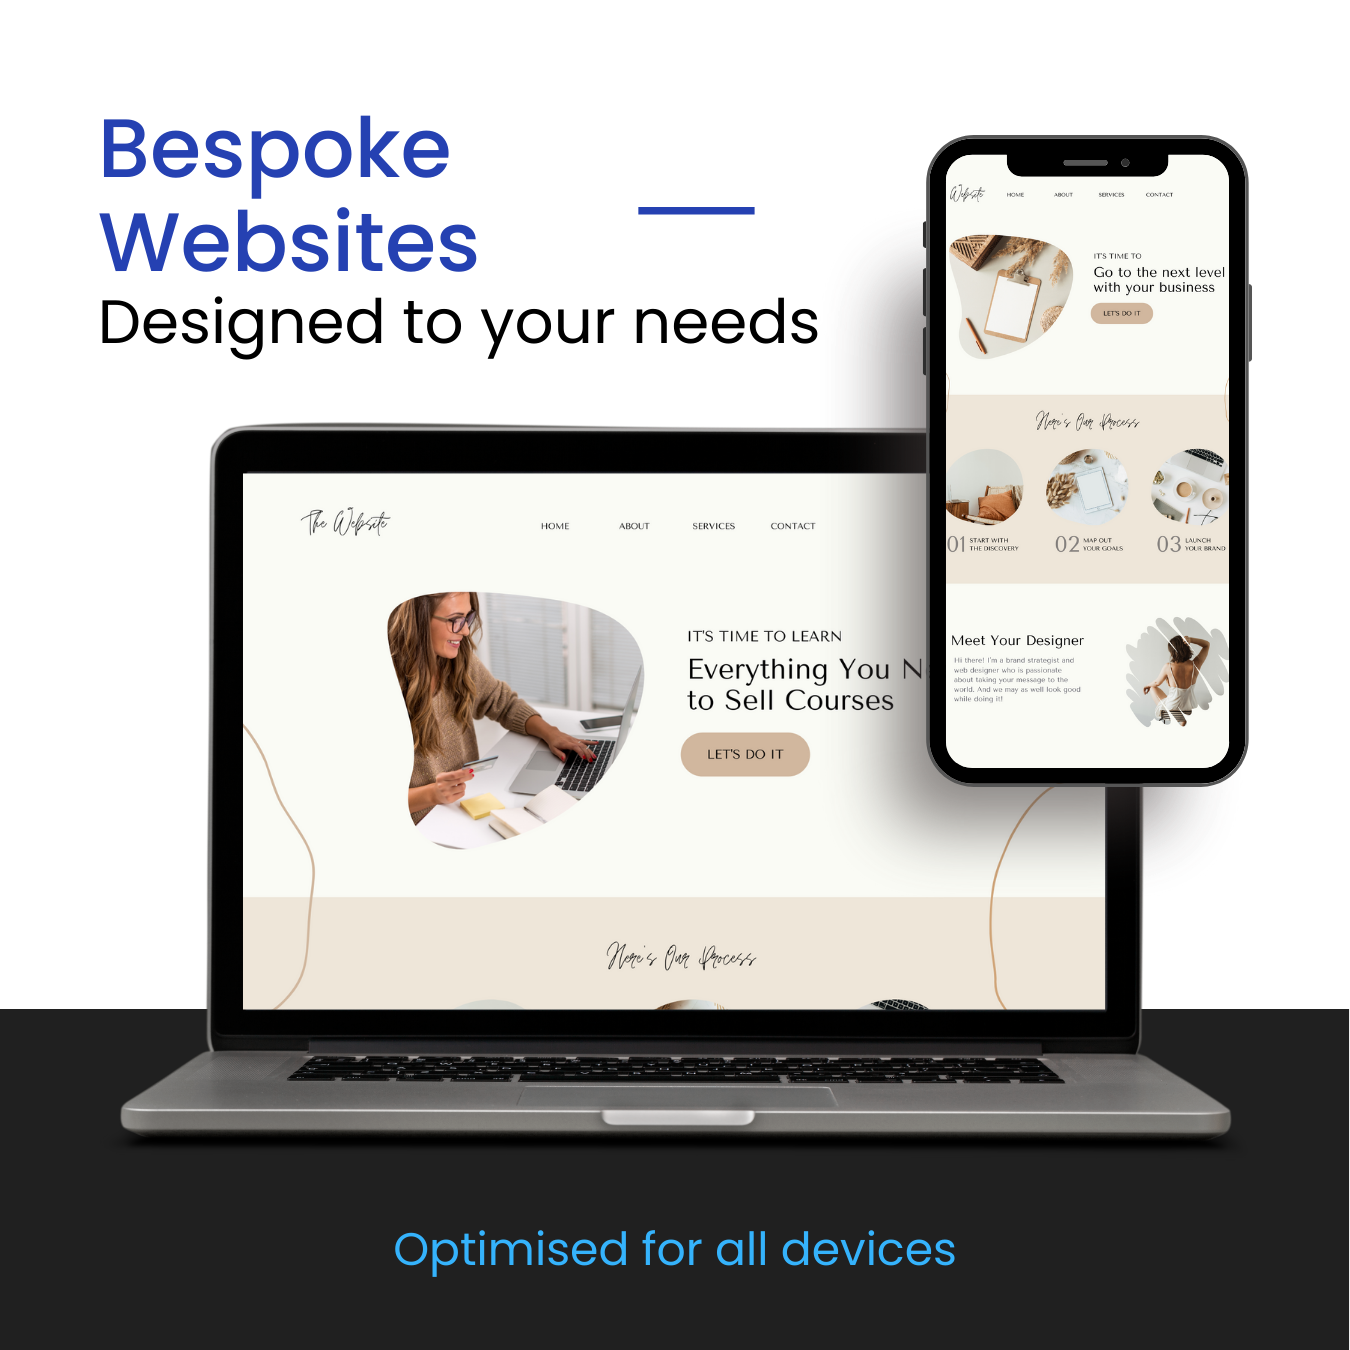 Bespoke
Websites
Designed to your needs
Website
HOME ABOUT SERVICES CONTACT
IT'S TIME TO
Go to the next level
with your business
LET'S DO IT
Here's Our Process
01 START WITH
THE DISCOVERY
02 MAP OUT
YOUR GOALS
03 LAUNCH
YOUR BRAND
Meet Your Designer
Hi there! I'm a brand strategist and
web designer who is passionate
about taking your message to the
world. And we may as well look good
while doing it!
The Website
HOME ABOUT SERVICES CONTACT
IT'S TIME TO LEARN
Everything You N
to Sell Courses
LET'S DO IT
Here's Our Process
Optimised for all devices